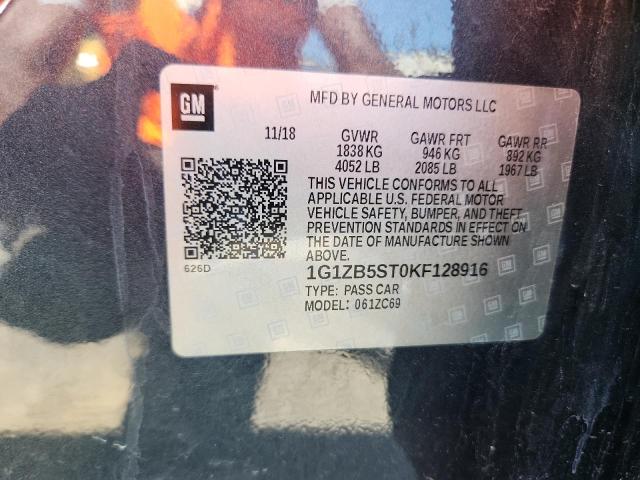 GM
MFD BY GENERAL MOTORS LLC
11/18 GVWR GAWR FRT GAWR RR
1838 KG 946 KG 892 KG
4052 LB 2085 LB 1967 LB
THIS VEHICLE CONFORMS TO ALL
APPLICABLE U.S. FEDERAL MOTOR
VEHICLE SAFETY, BUMPER, AND THEFT
PREVENTION STANDARDS IN EFFECT ON
THE DATE OF MANUFACTURE SHOWN
ABOVE.
626D
1G1ZB5ST0KF128916
TYPE: PASS CAR
MODEL: 061ZC69